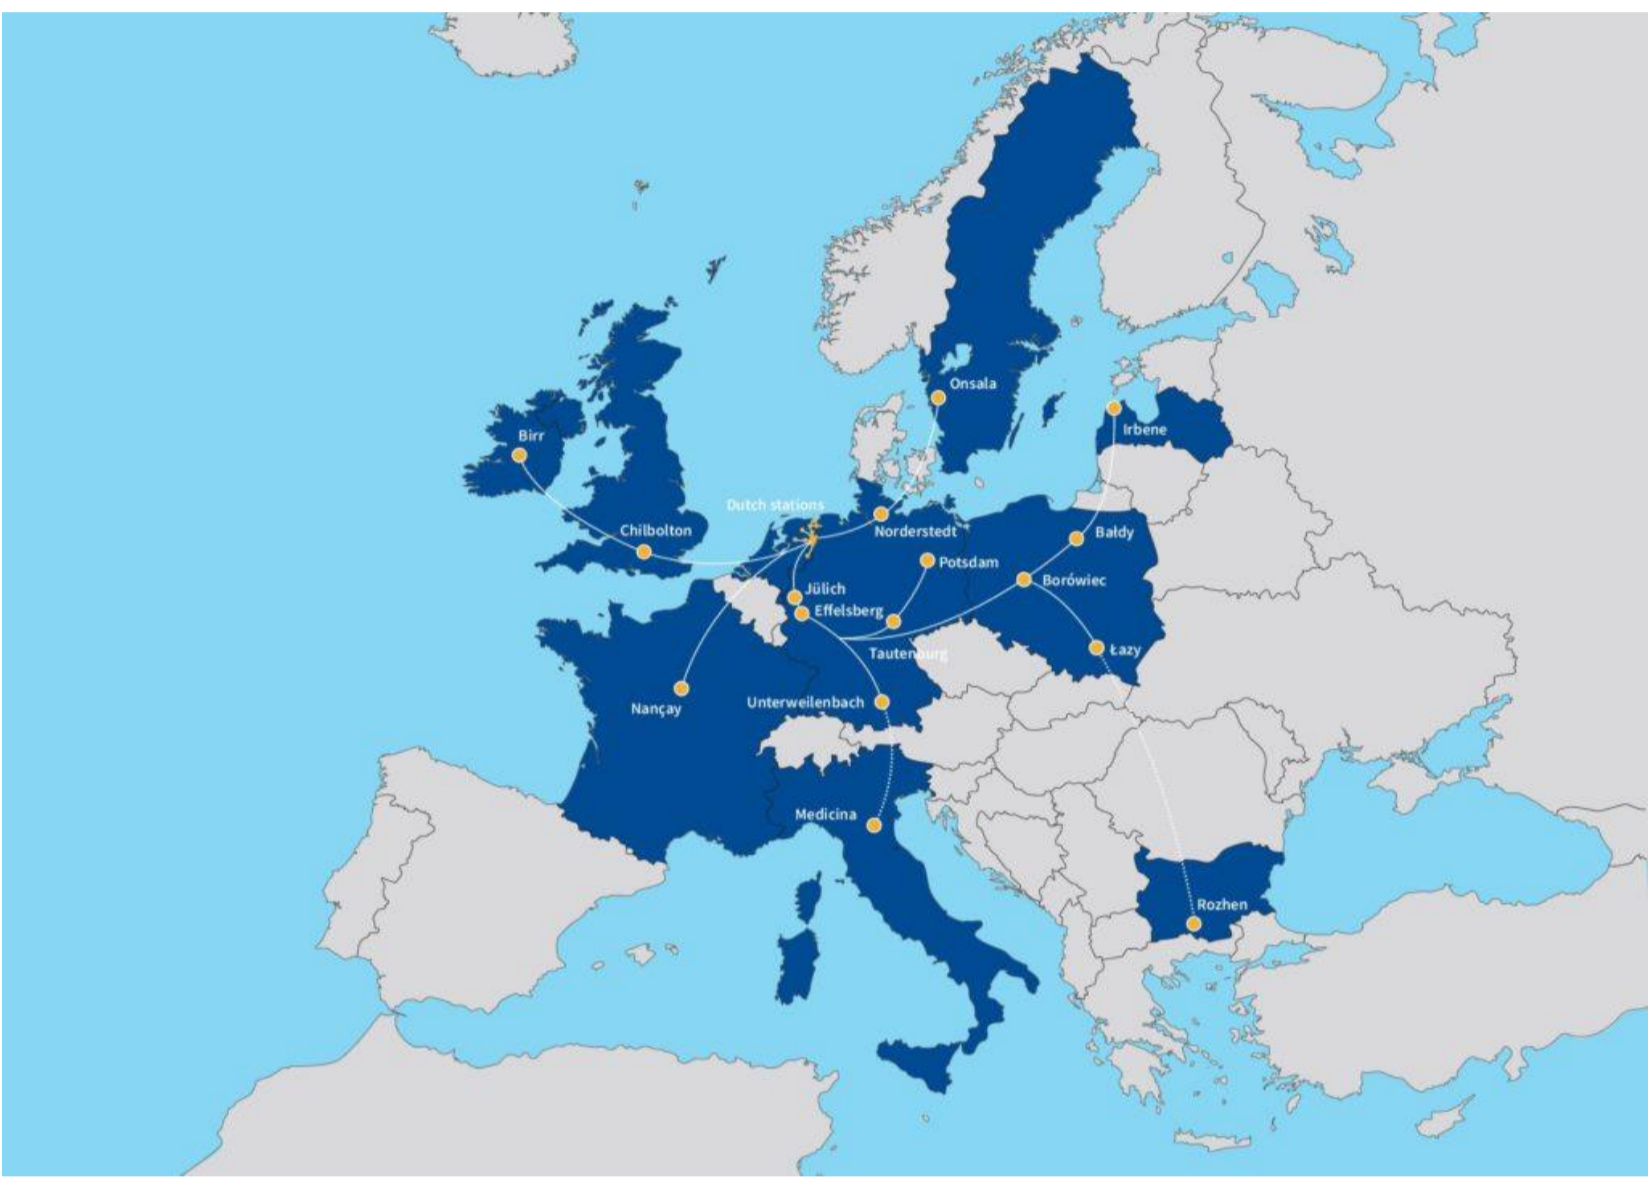 Onsala
Irbene
Birr
Dutch stations
Chilbolton
Norderstedt
Bałdy
Potsdam
Borówiec
Jülich
Effelsberg
Tautenburg
Łazy
Unterweilenbach
Nançay
Medicina
Rozhen